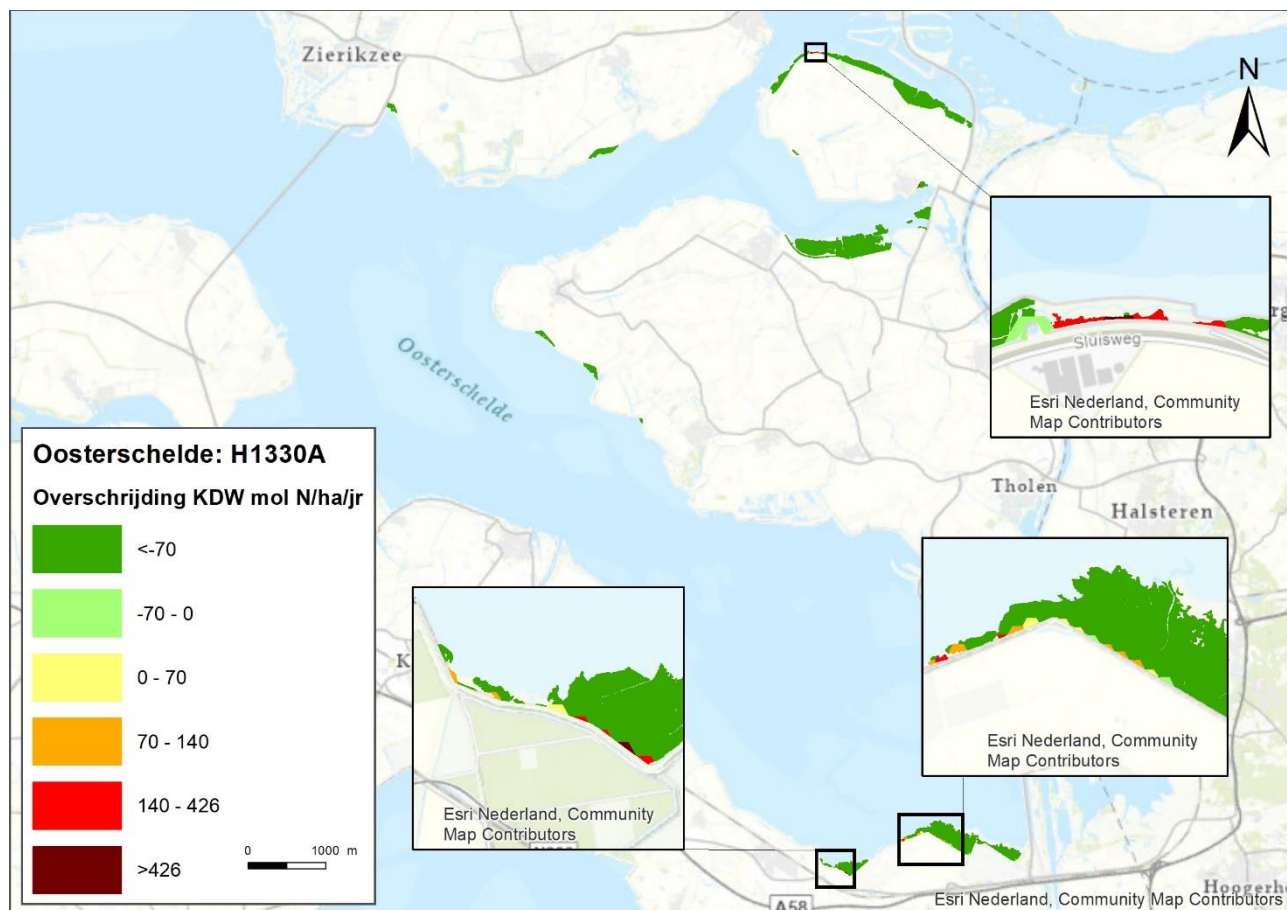 Zierikzee
N
Sluisweg
Esri Nederland, Community
Map Contributors
Oosterschelde
Oosterschelde: H1330A
Overschrijding KDW mol N/ha/jr
<-70
-70 - 0
0 - 70
70 - 140
140 - 426
>426
0 1000 m
Tholen
Halsteren
Esri Nederland, Community
Map Contributors
Esri Nederland, Community
Map Contributors
A58
Esri Nederland, Community Map Contributors